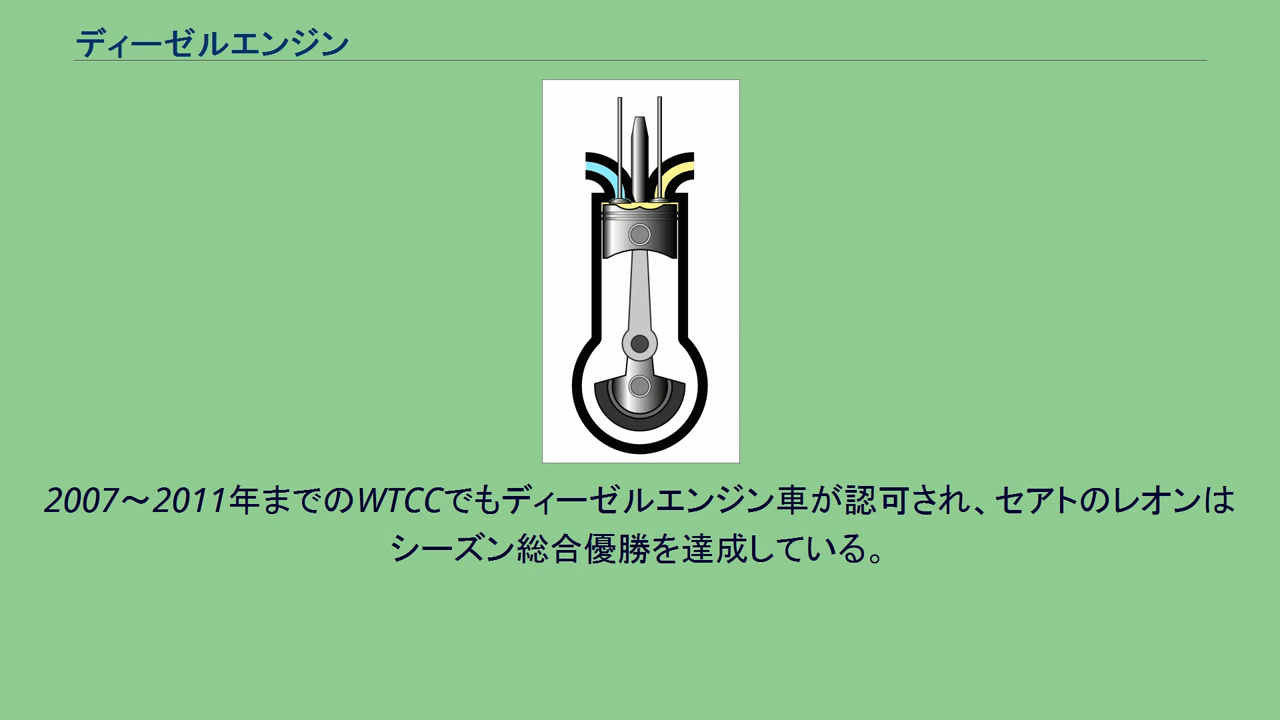 ディーゼルエンジン
2007～2011年までのWTCCでもディーゼルエンジン車が認可され、セアトのレオンは
シーズン総合優勝を達成している。